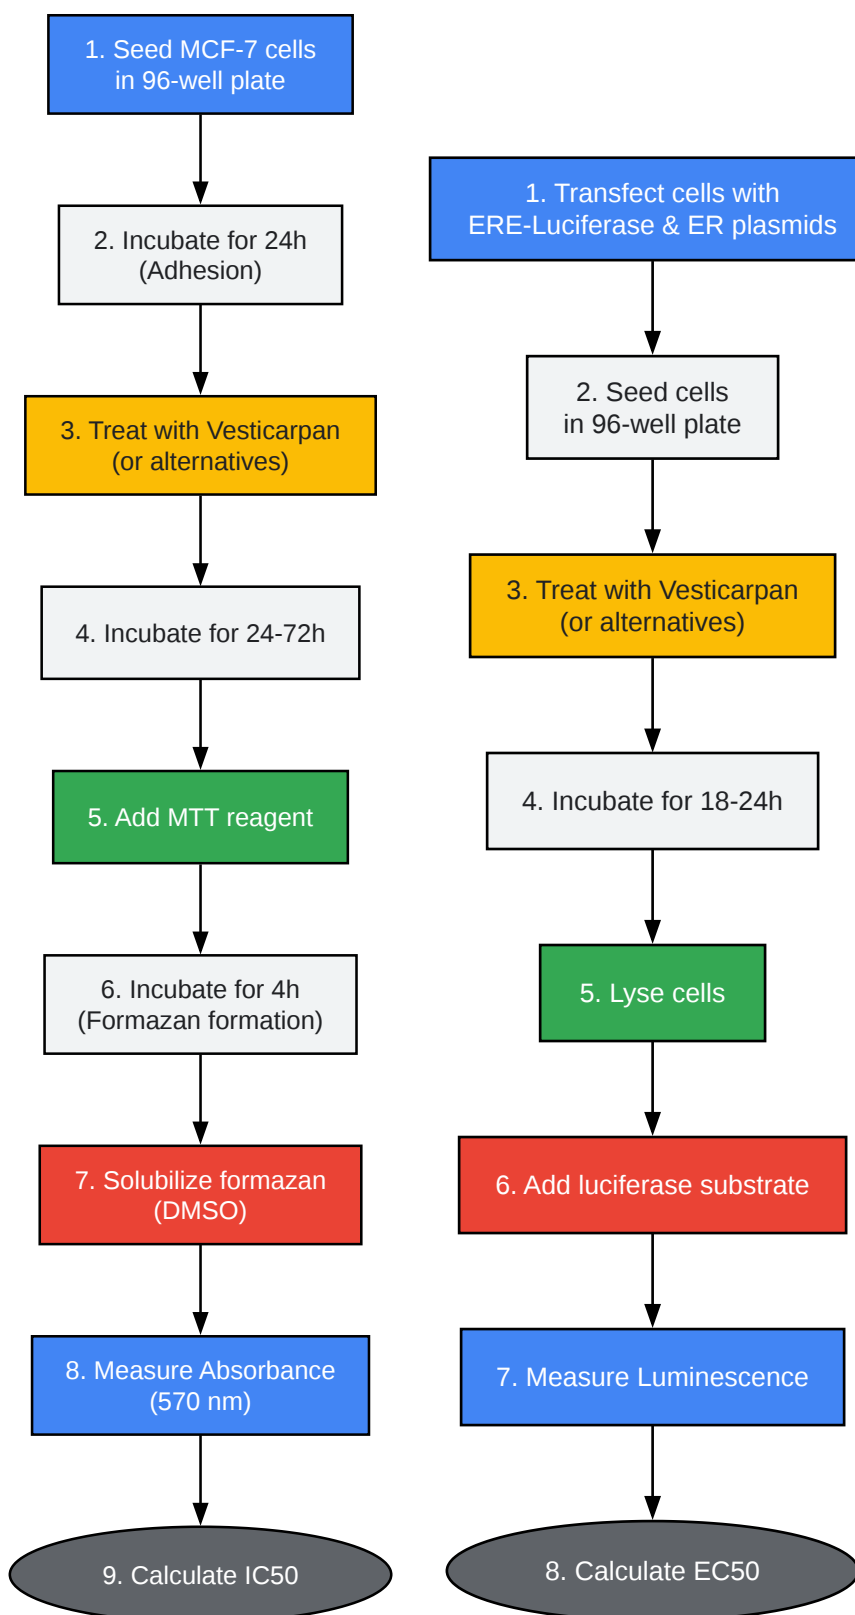 1. Seed MCF-7 cells
in 96-well plate
2. Incubate for 24h
(Adhesion)
3. Treat with Vesticarpan
(or alternatives)
4. Incubate for 24-72h
5. Add MTT reagent
6. Incubate for 4h
(Formazan formation)
7. Solubilize formazan
(DMSO)
8. Measure Absorbance
(570 nm)
9. Calculate IC50
1. Transfect cells with
ERE-Luciferase & ER plasmids
2. Seed cells
in 96-well plate
3. Treat with Vesticarpan
(or alternatives)
4. Incubate for 18-24h
5. Lyse cells
6. Add luciferase substrate
7. Measure Luminescence
8. Calculate EC50